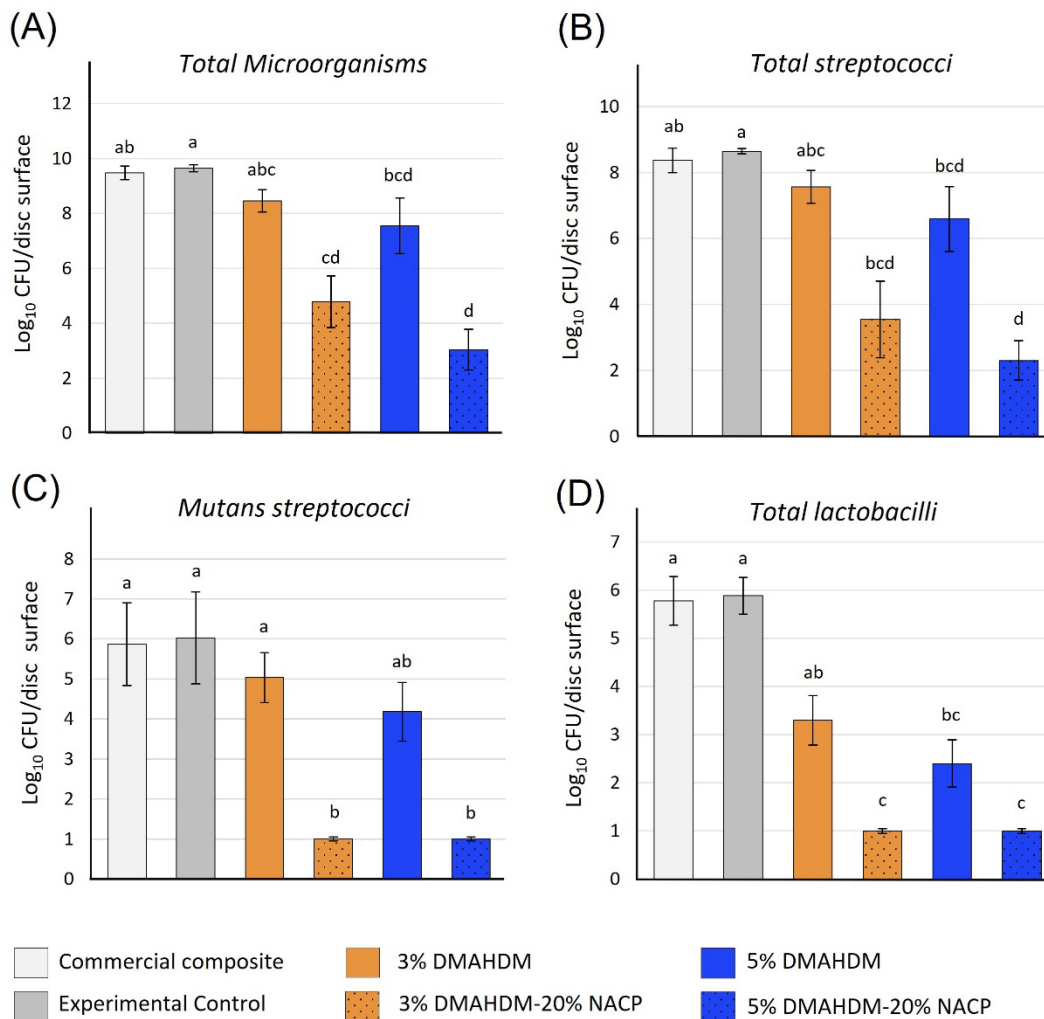 (A)
Total Microorganisms
Log10 CFU/disc surface
12
10
8
6
4
2
0
ab
a
abc
cd
bcd
d
(B)
Total streptococci
Log10 CFU/disc surface
10
8
6
4
2
0
ab
a
abc
bcd
bcd
d
(C)
Mutans streptococci
Log10 CFU/disc surface
8
7
6
5
4
3
2
1
0
a
a
a
b
ab
b
(D)
Total lactobacilli
Log10 CFU/disc surface
7
6
5
4
3
2
1
0
a
a
ab
c
bc
c
Commercial composite
3% DMAHDM
5% DMAHDM
Experimental Control
3% DMAHDM-20% NACP
5% DMAHDM-20% NACP